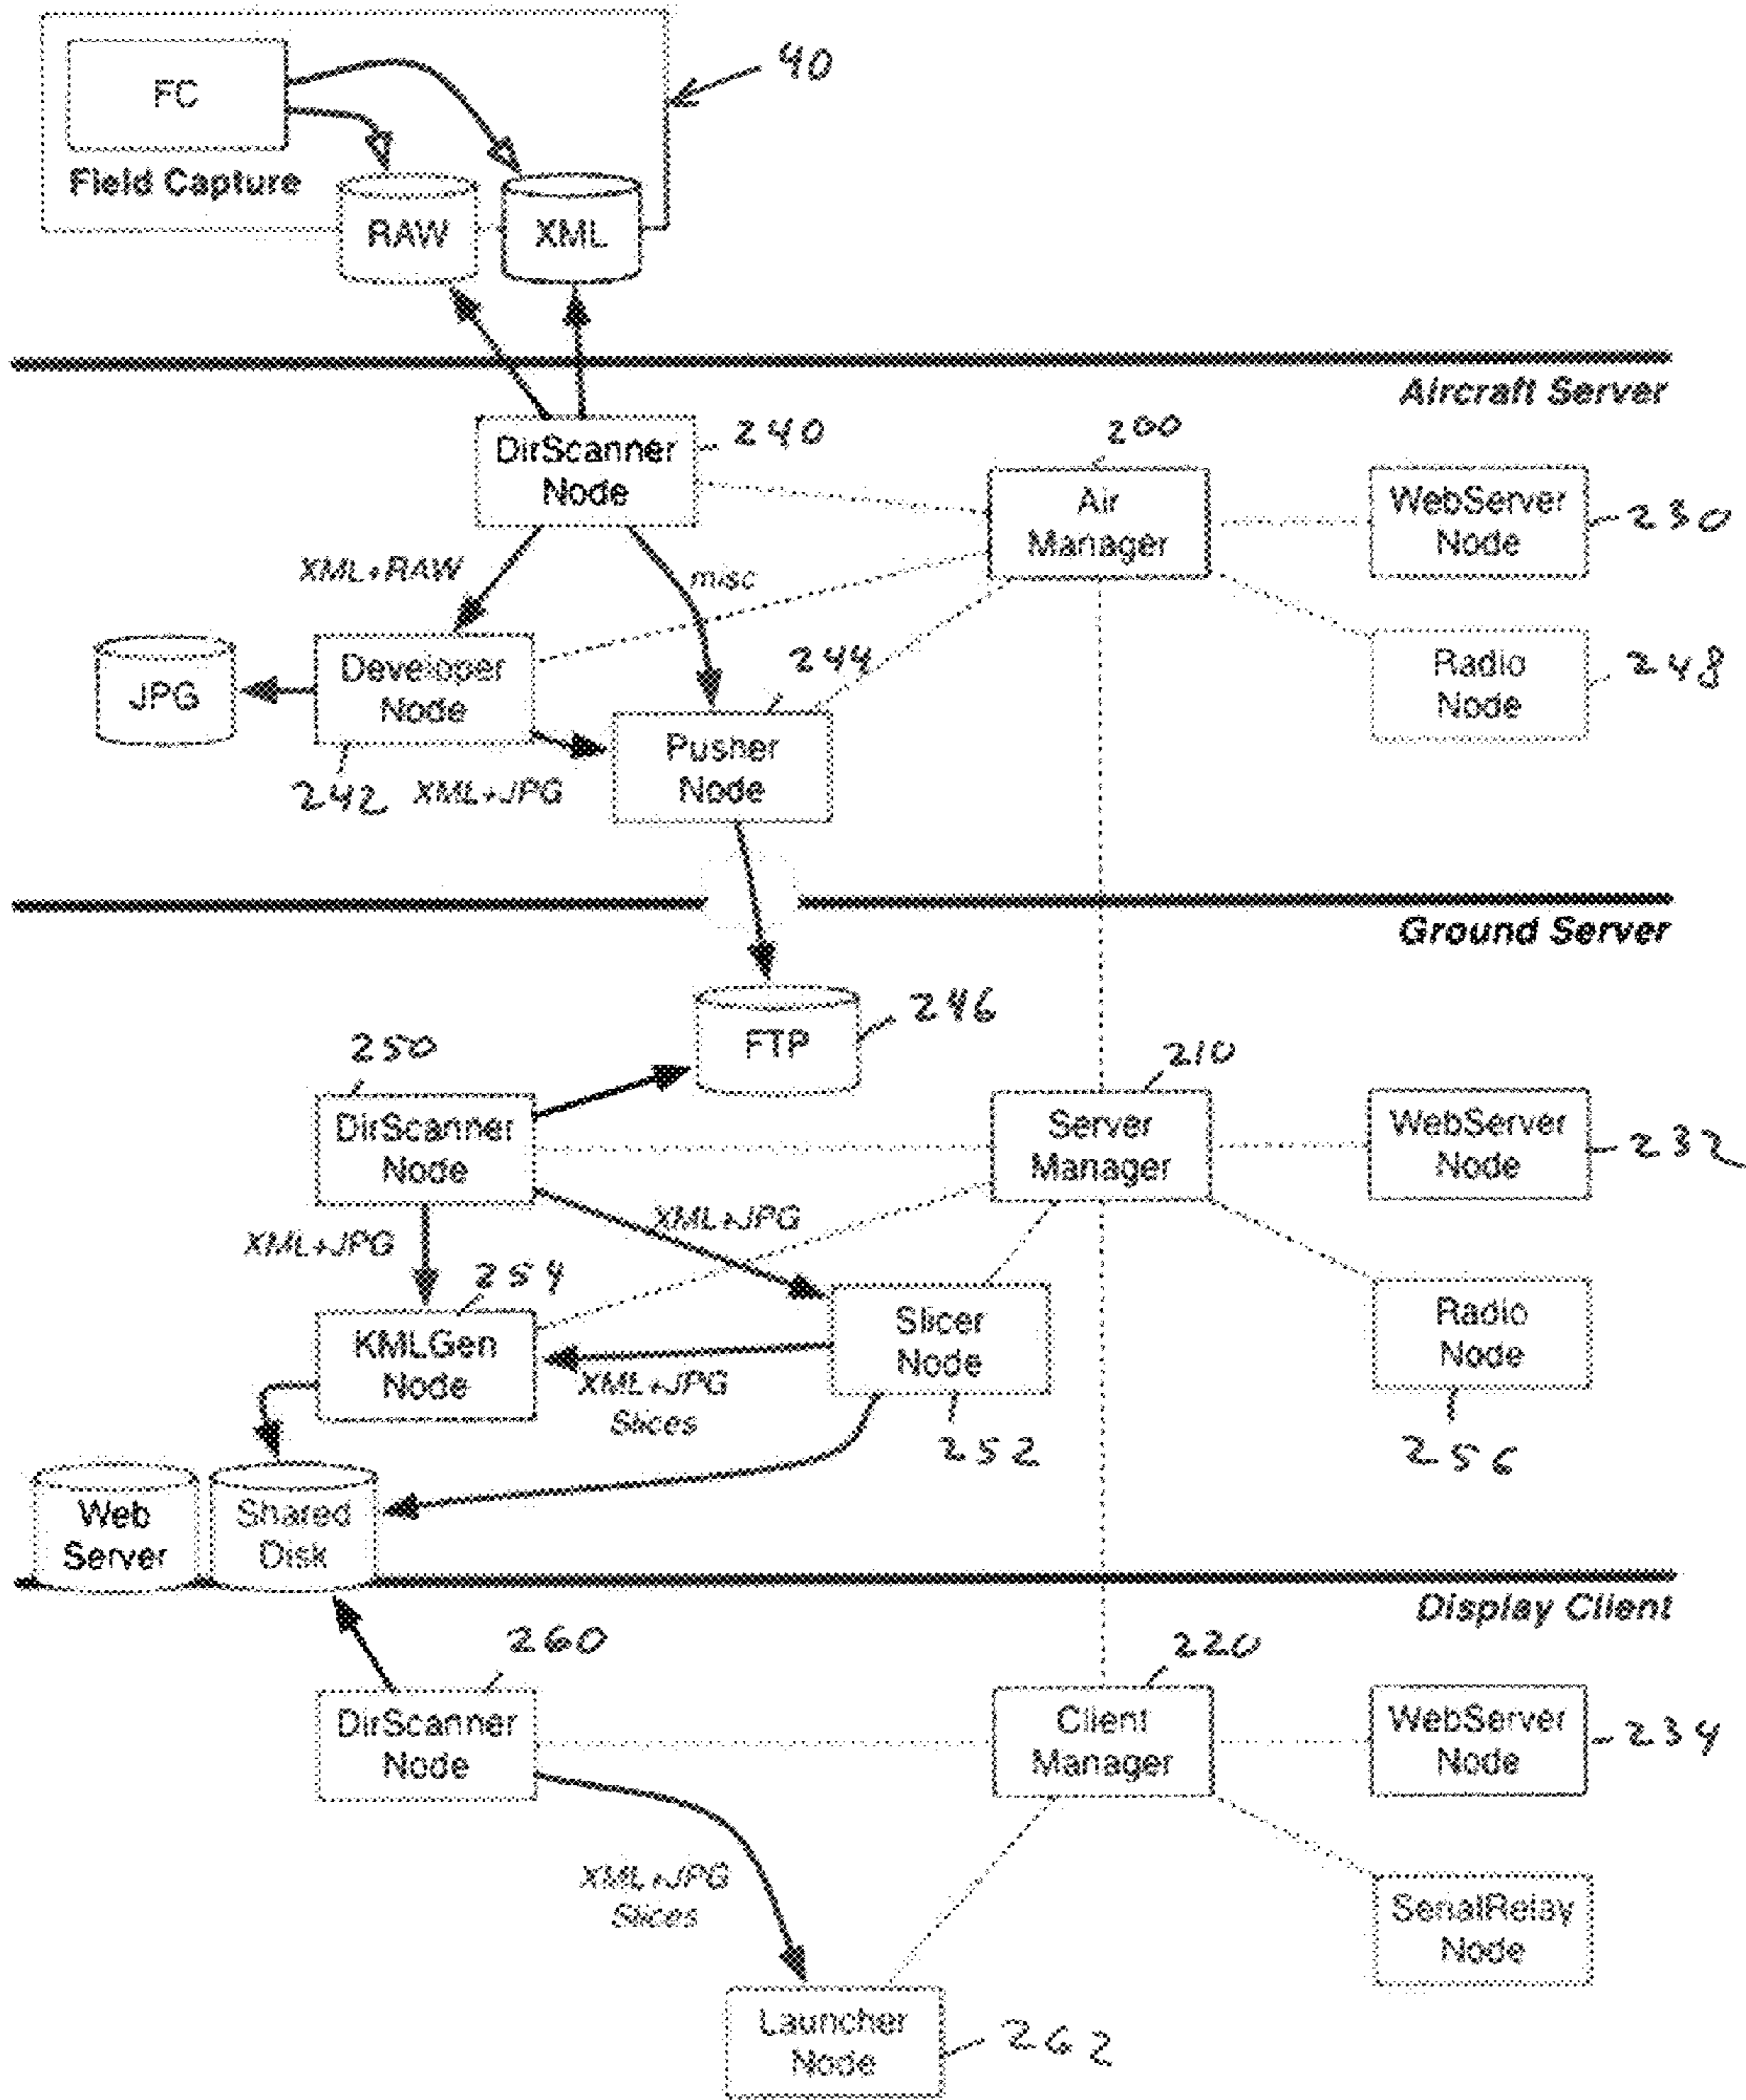 40
FC
Field Capture
RAW
XML
Aircraft Server
DirScanner
Node
240
200
Air
Manager
WebServer
Node
230
XML+RAW
misc
JPG
Developer
Node
244
Radio
Node
248
Pusher
Node
242
XML+JPG
Ground Server
246
FTP
250
210
DirScanner
Node
Server
Manager
WebServer
Node
232
XML+JPG
XML+JPG
254
KMLGen
Node
Slicer
Node
Radio
Node
XML+JPG
Slices
252
256
Web
Server
Shared
Disk
Display Client
260
220
DirScanner
Node
Client
Manager
WebServer
Node
234
XML+JPG
Slices
SerialRelay
Node
Launcher
Node
262